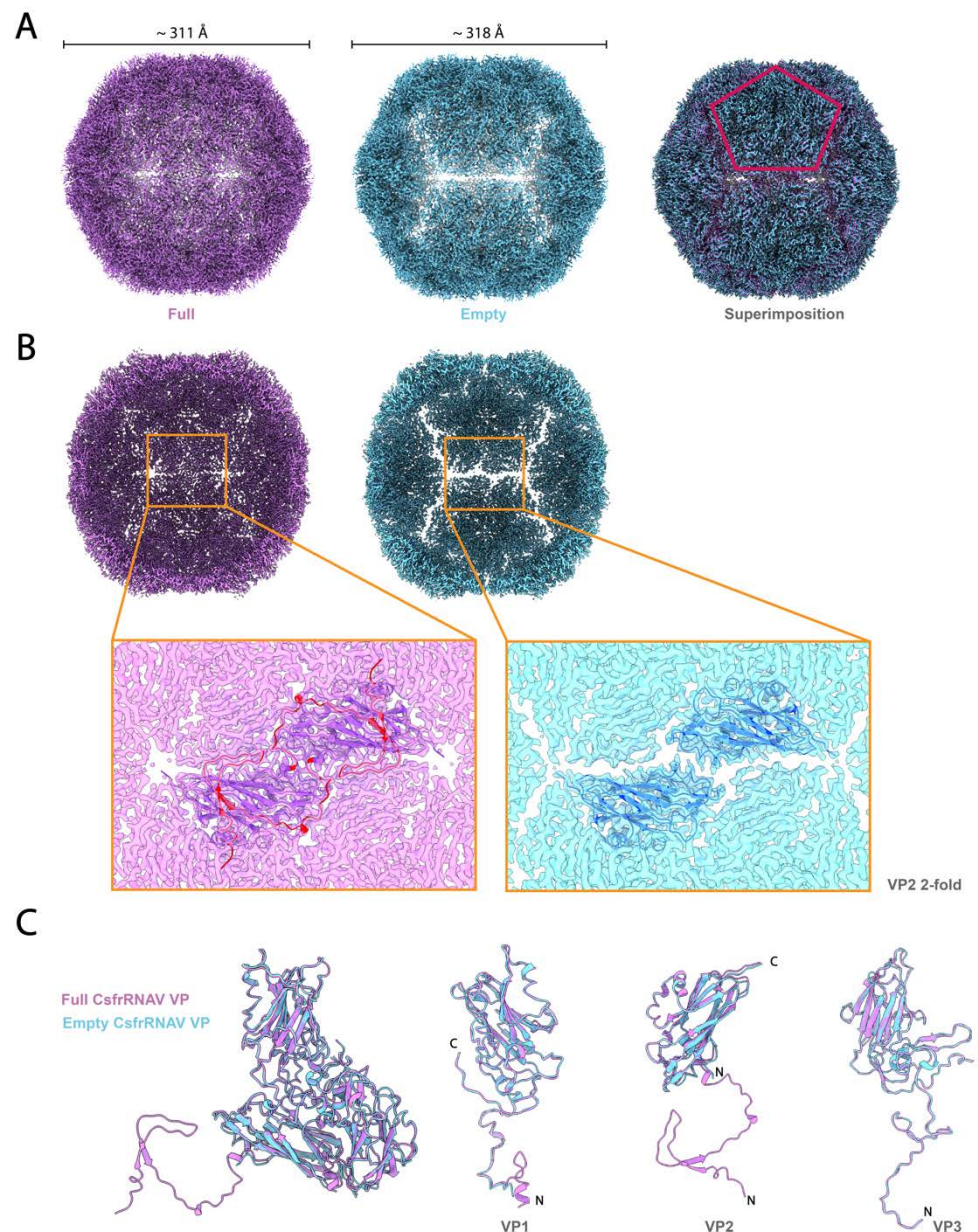 A
~ 311 Å
~ 318 Å
Full
Empty
Superimposition
B
VP2 2-fold
C
Full CsfrRNAV VP
Empty CsfrRNAV VP
C
N
VP1
C
N
N
VP2
N
VP3